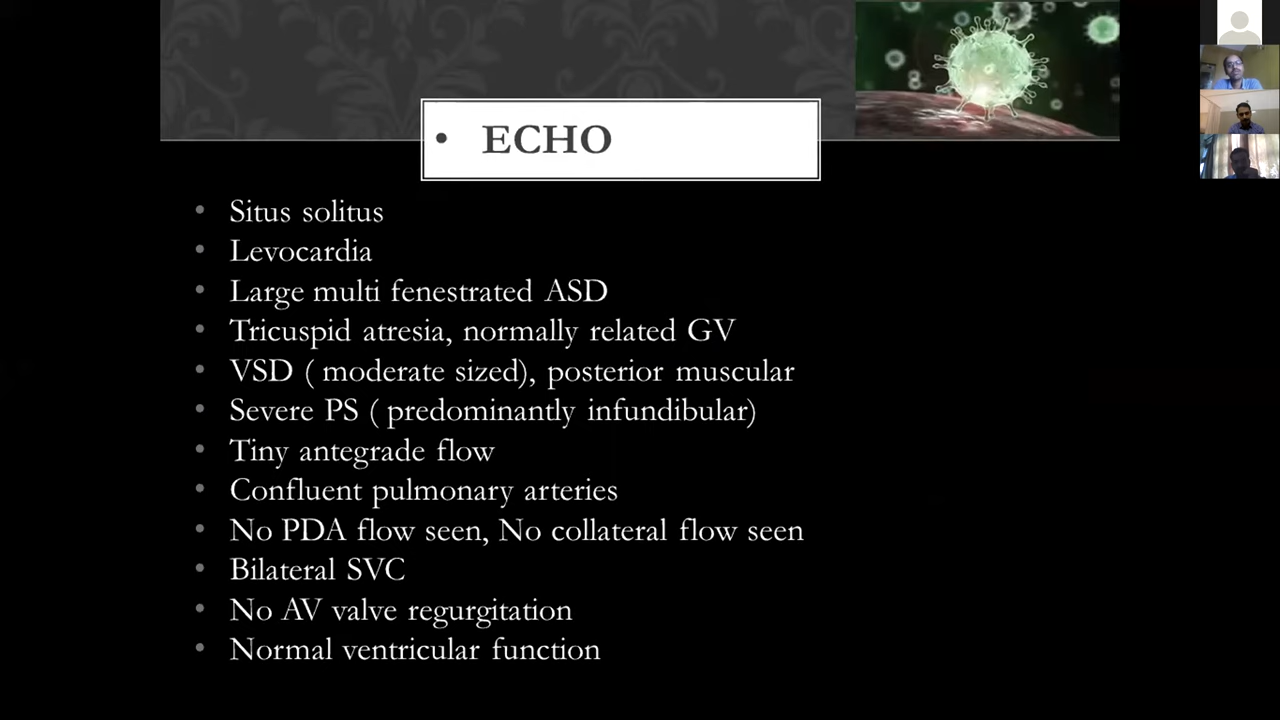 • ECHO
• Situs solitus
• Levocardia
• Large multi fenestrated ASD
• Tricuspid atresia, normally related GV
• VSD ( moderate sized), posterior muscular
• Severe PS ( predominantly infundibular)
• Tiny antegrade flow
• Confluent pulmonary arteries
• No PDA flow seen, No collateral flow seen
• Bilateral SVC
• No AV valve regurgitation
• Normal ventricular function